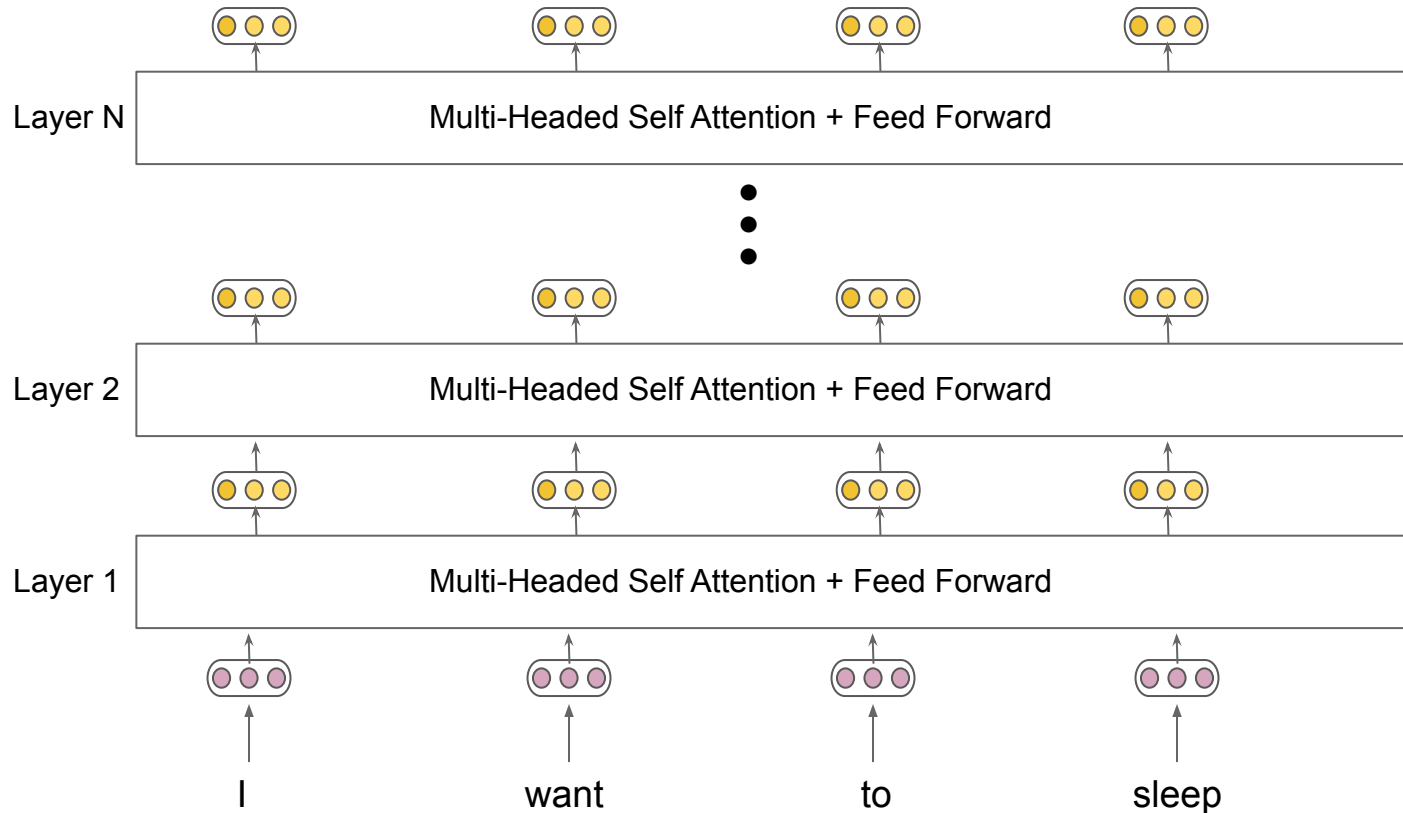 Layer N
Multi-Headed Self Attention + Feed Forward
Layer 2
Multi-Headed Self Attention + Feed Forward
Layer 1
Multi-Headed Self Attention + Feed Forward
I want to sleep